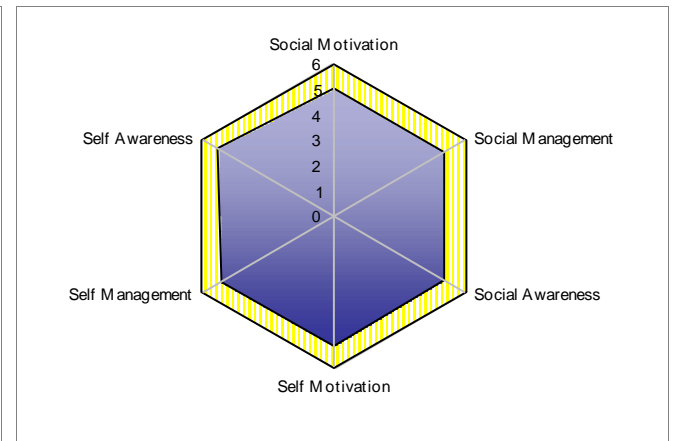 Social Motivation
6
5
Self Awareness
Social Management
4
3
2
1
0
Self Management
Social Awareness
Self Motivation